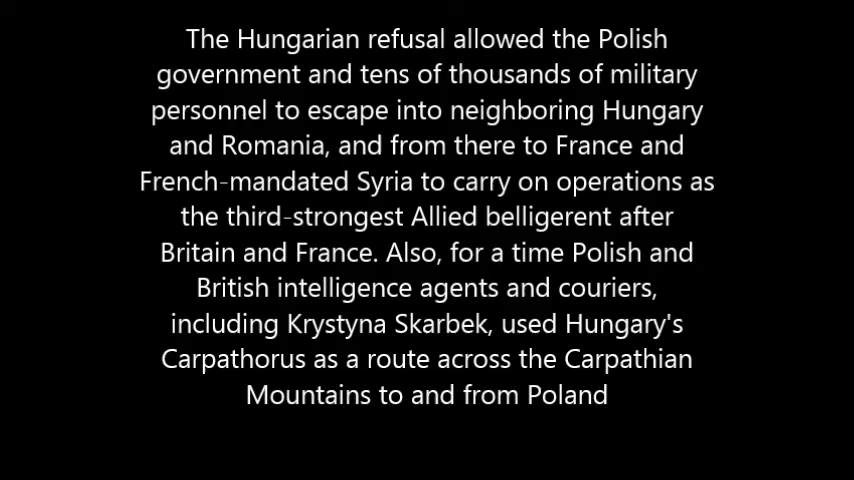 The Hungarian refusal allowed the Polish
government and tens of thousands of military
personnel to escape into neighboring Hungary
and Romania, and from there to France and
French-mandated Syria to carry on operations as
the third-strongest Allied belligerent after
Britain and France. Also, for a time Polish and
British intelligence agents and couriers,
including Krystyna Skarbek, used Hungary's
Carpathorus as a route across the Carpathian
Mountains to and from Poland